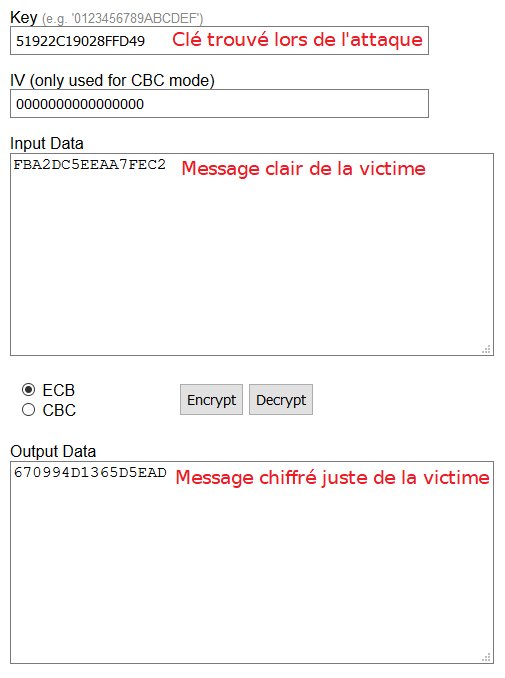 Key (e.g. '0123456789ABCDEF')
51922C19028FFD49 Clé trouvé lors de l'attaque
IV (only used for CBC mode)
0000000000000000
Input Data
FBA2DC5EEAA7FEC2 Message clair de la victime
ECB
CBC
Encrypt Decrypt
Output Data
670994D1365D5EAD Message chiffré juste de la victime